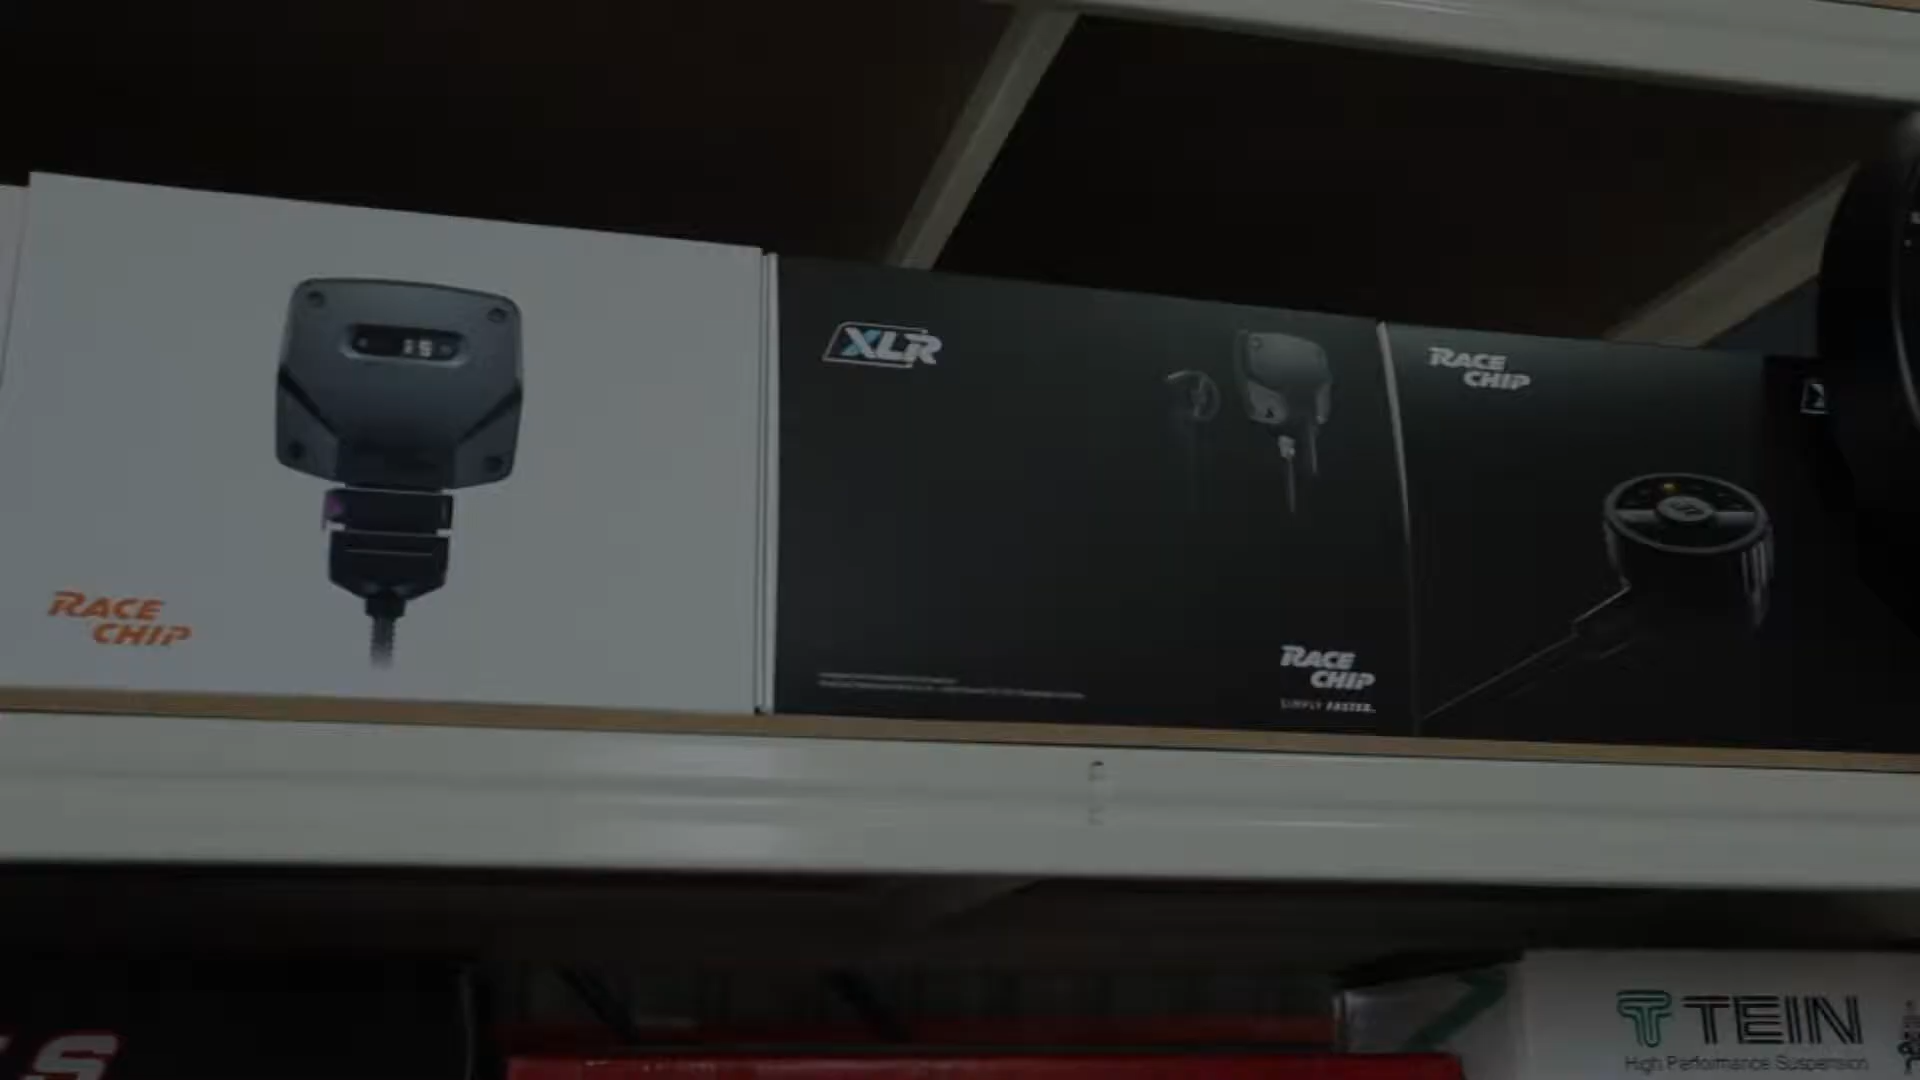 RACE
CHIP
XLR
RACE
CHIP
SIMPLY FASTER.
RACE
CHIP
S
TEIN
High Performance Suspension